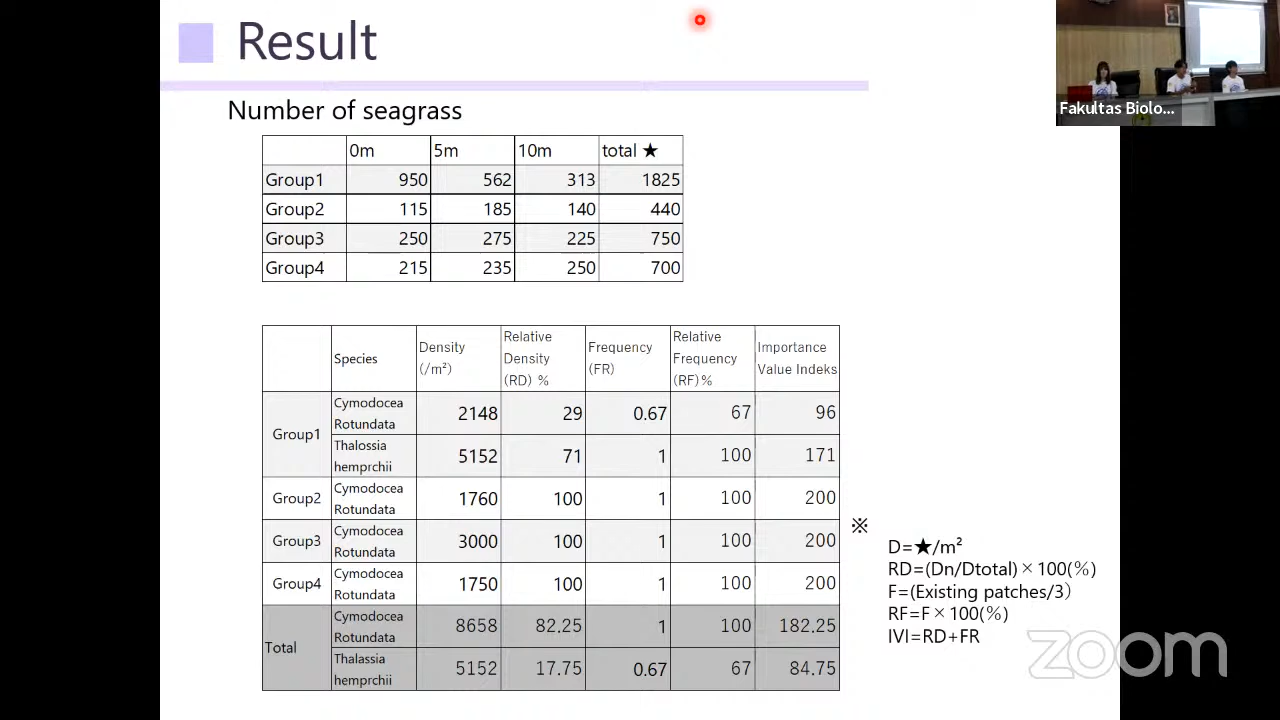 Result
Fakultas Biolo...
Number of seagrass
0m 5m 10m total ★
Group1 950 562 313 1825
Group2 115 185 140 440
Group3 250 275 225 750
Group4 215 235 250 700
Species Density (/m²) Relative Density (RD) % Frequency (FR) Relative Frequency (RF)% Importance Value Indeks
Group1 Cymodocea Rotundata 2148 29 0.67 67 96
Thalossia hemprchii 5152 71 1 100 171
Group2 Cymodocea Rotundata 1760 100 1 100 200
Group3 Cymodocea Rotundata 3000 100 1 100 200
Group4 Cymodocea Rotundata 1750 100 1 100 200
Total Cymodocea Rotundata 8658 82.25 1 100 182.25
Thalassia hemprchii 5152 17.75 0.67 67 84.75
※
D=★/m²
RD=(Dn/Dtotal)×100(%)
F=(Existing patches/3)
RF=F×100(%)
IVI=RD+FR
zoom